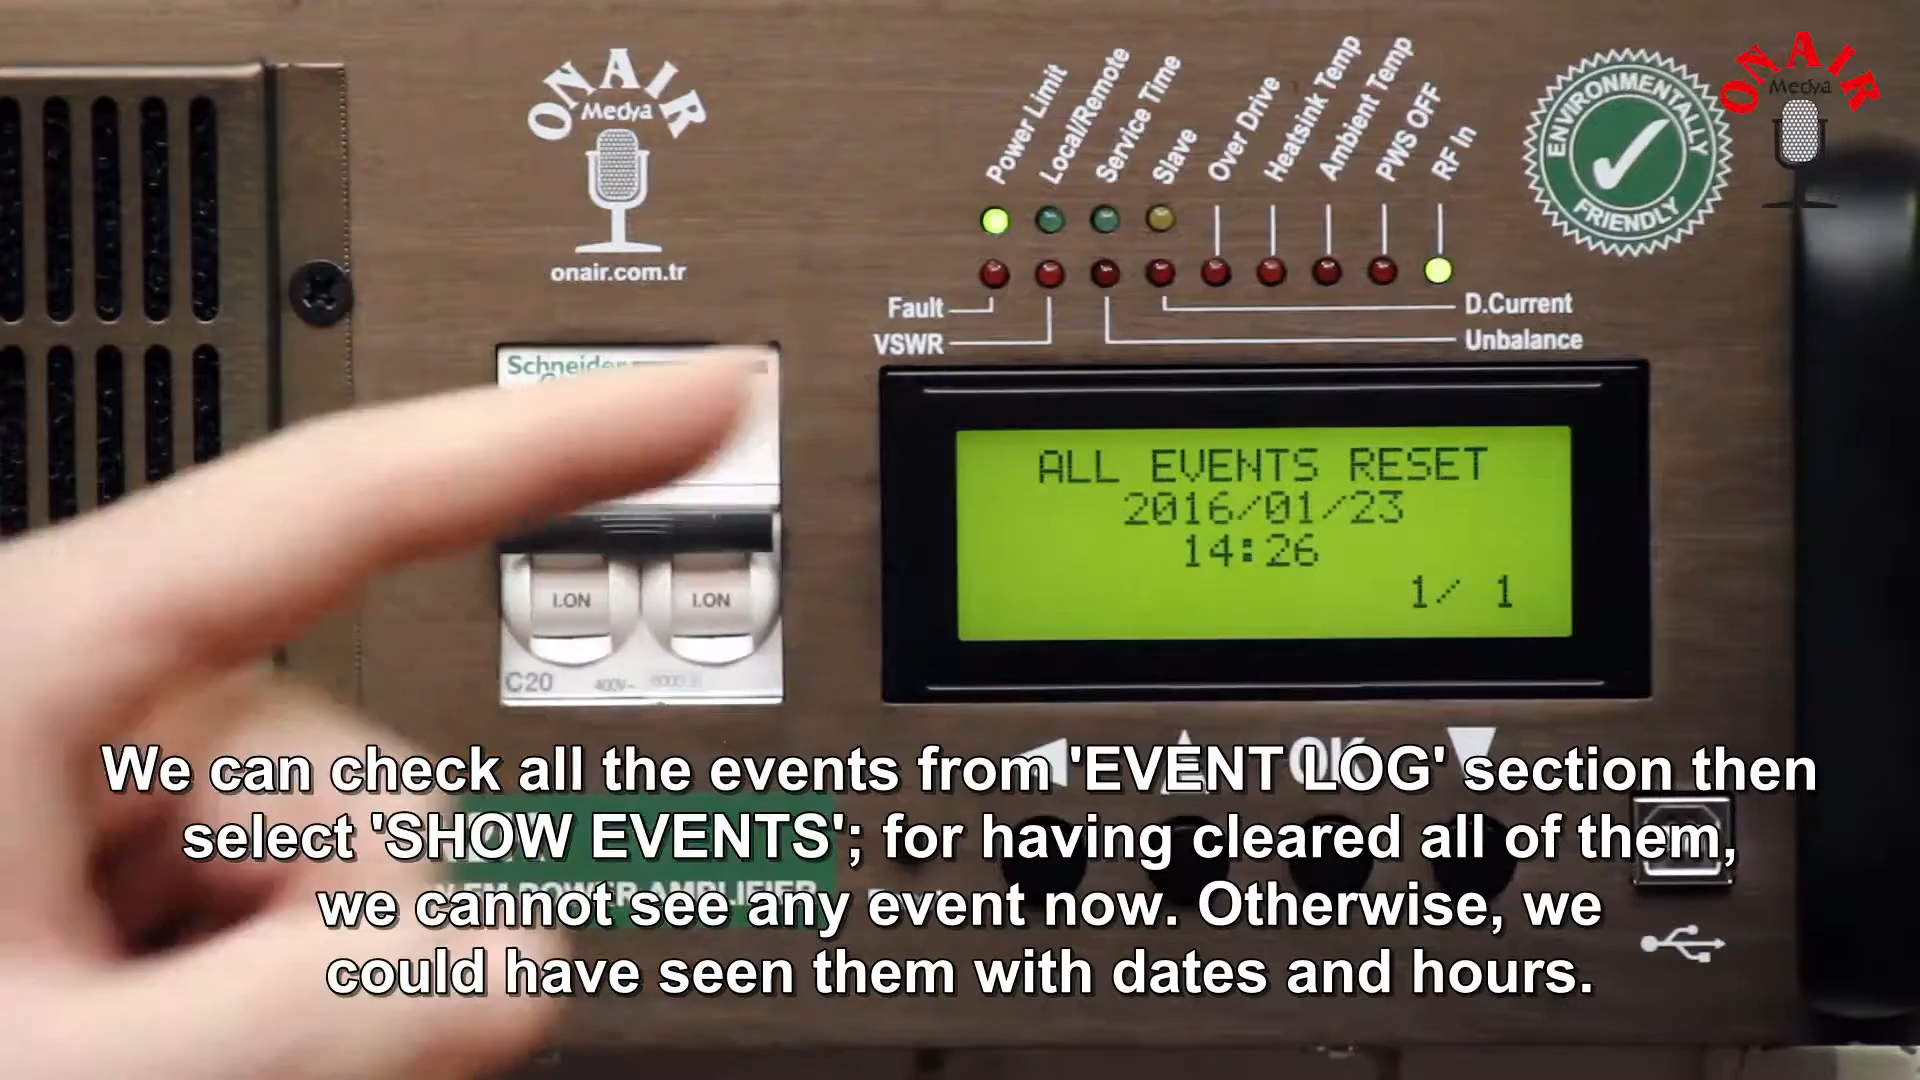 ONAIR
Medya
onair.com.tr
Power Limit
Local/Remote
Service Time
Slave
Over Drive
Heatsink Temp
Ambient Temp
PWS OFF
RF In
ENVIRONMENTALLY
FRIENDLY
ONAIR
Medya
Fault
VSWR
D.Current
Unbalance
Schneider
I.ON
I.ON
C20
400V~
ALL EVENTS RESET
2016/01/23
14:26
1/ 1
OK
FM POWER AMPLIFIER
We can check all the events from 'EVENT LOG' section then
select 'SHOW EVENTS'; for having cleared all of them,
we cannot see any event now. Otherwise, we
could have seen them with dates and hours.